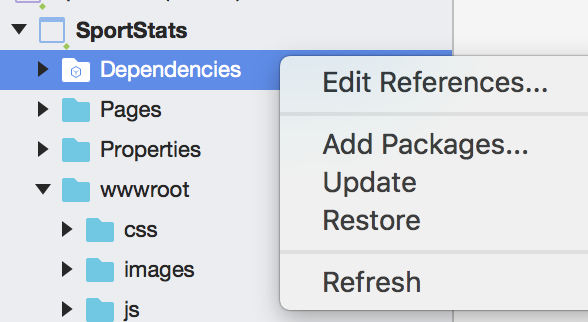 SportStats
Dependencies
Pages
Properties
wwwroot
css
images
js
Edit References...
Add Packages...
Update
Restore
Refresh